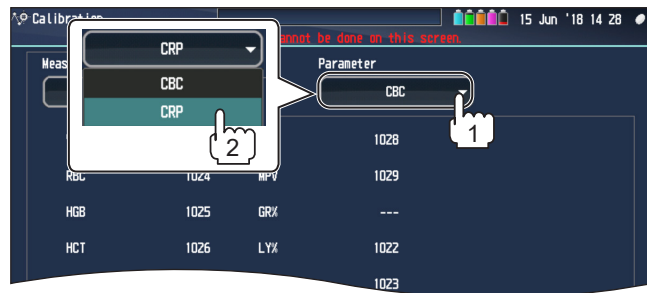 Calibration
15 Jun '18 14 28
annot be done on this screen.
Meas
Parameter
CRP
CBC
CBC
CRP
1
2
1028
RBC 1024 MPV 1029
HGB 1025 GR% ---
HCT 1026 LY% 1022
1023